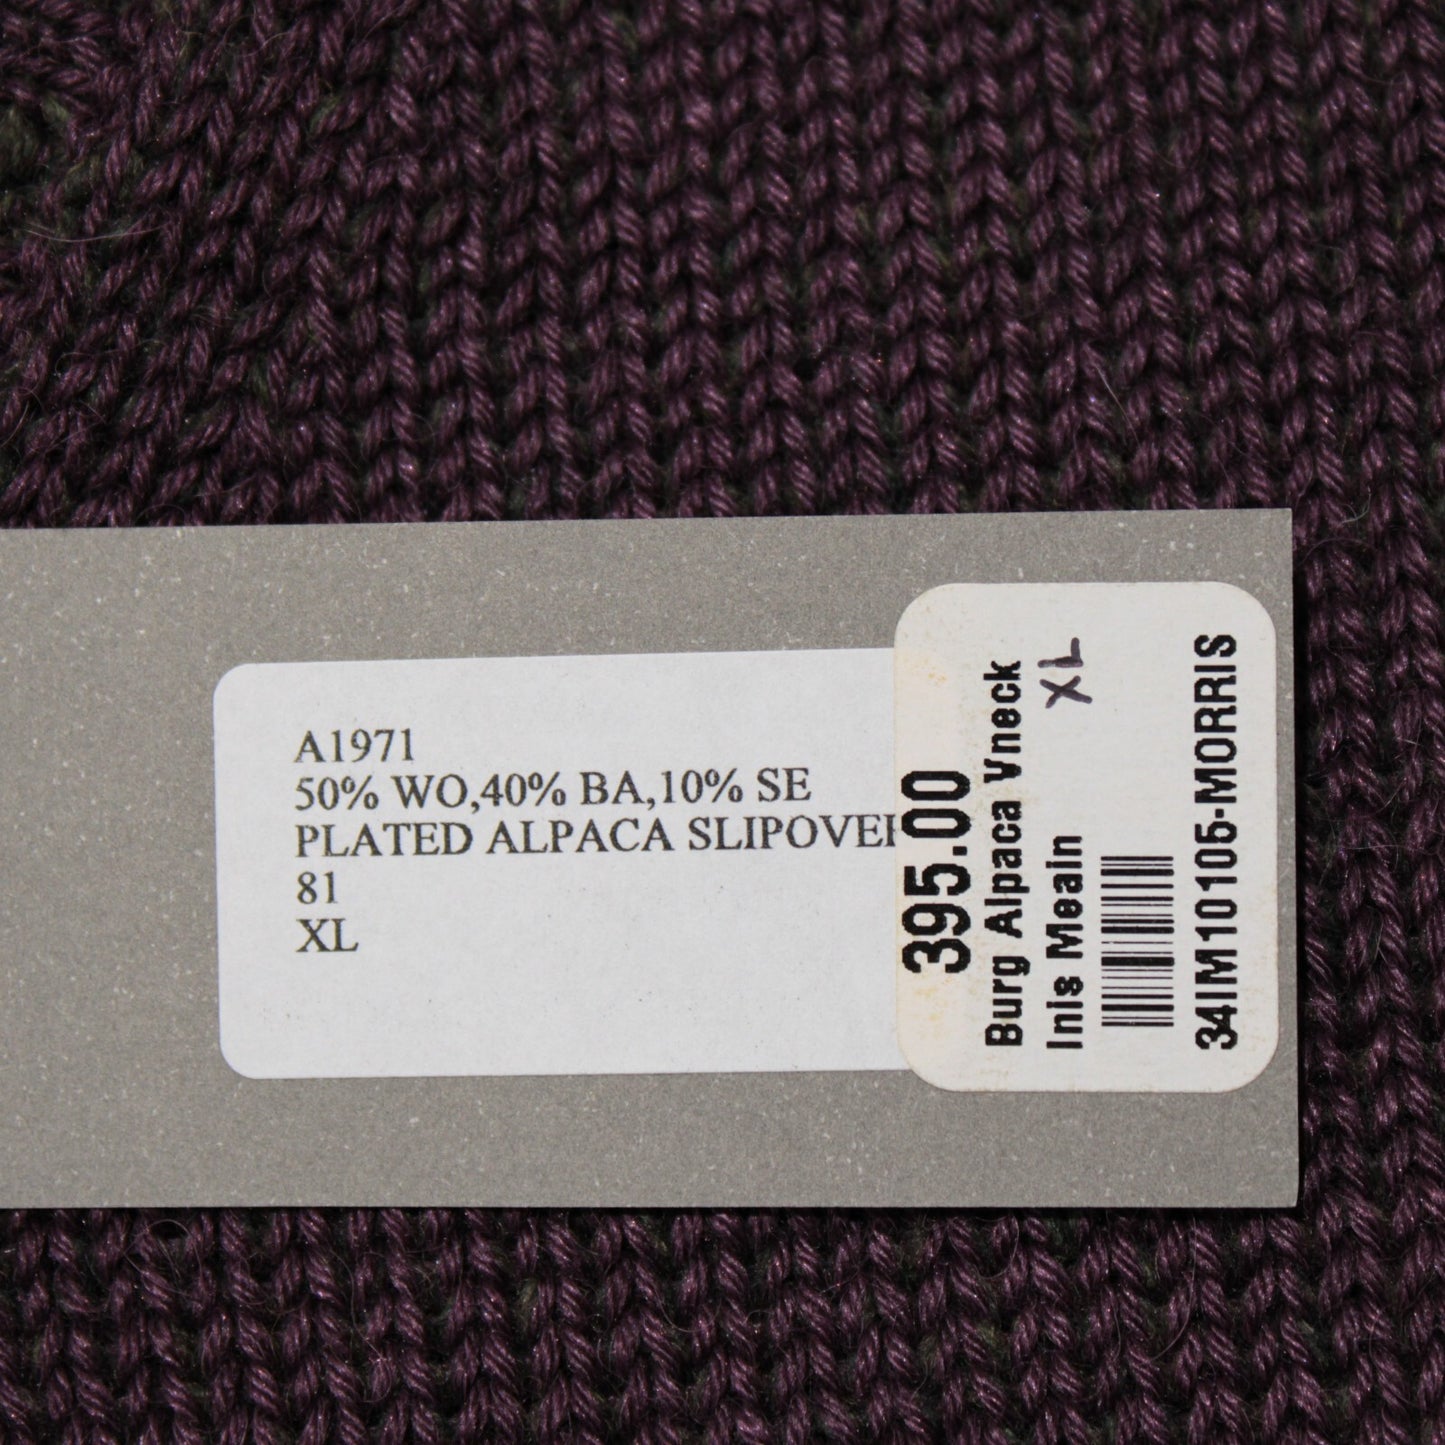 A1971
50% WO,40% BA,10% SE
PLATED ALPACA SLIPOVER
81
XL
395.00
Burg Alpaca Vneck
Inis Meain
XL
34IM10105-MORRIS